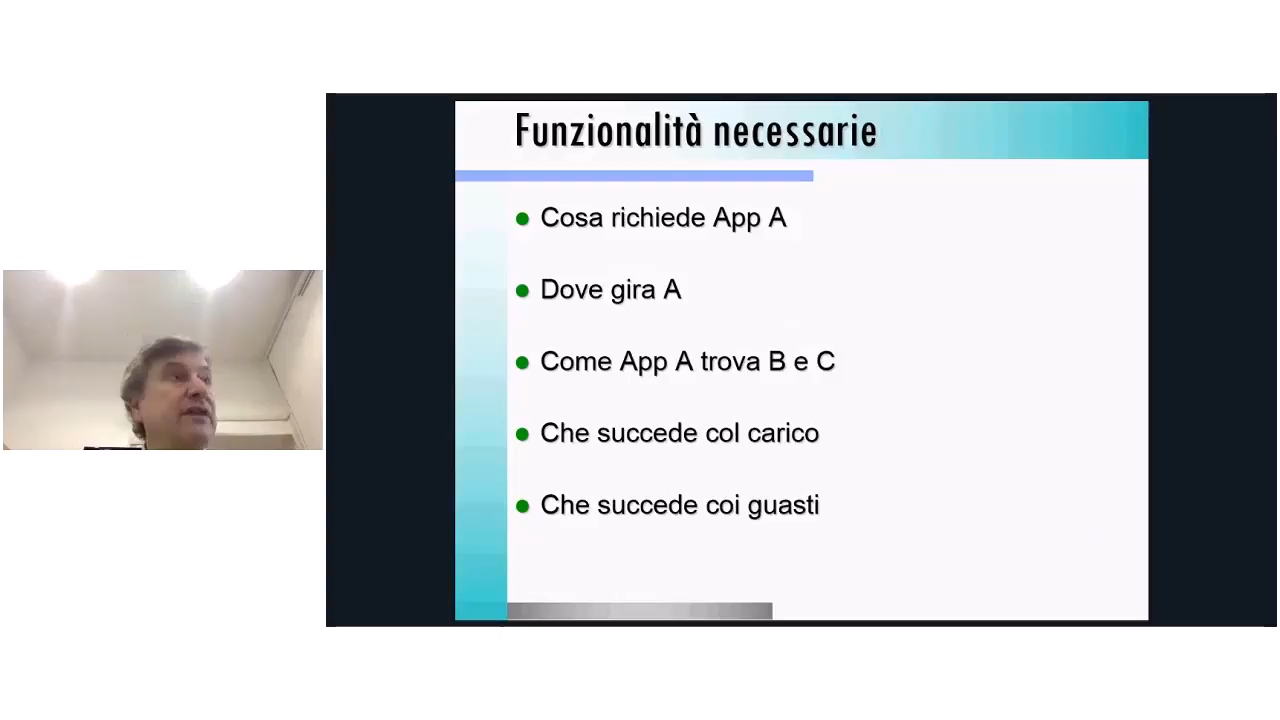 Funzionalità necessarie
Cosa richiede App A
Dove gira A
Come App A trova B e C
Che succede col carico
Che succede coi guasti